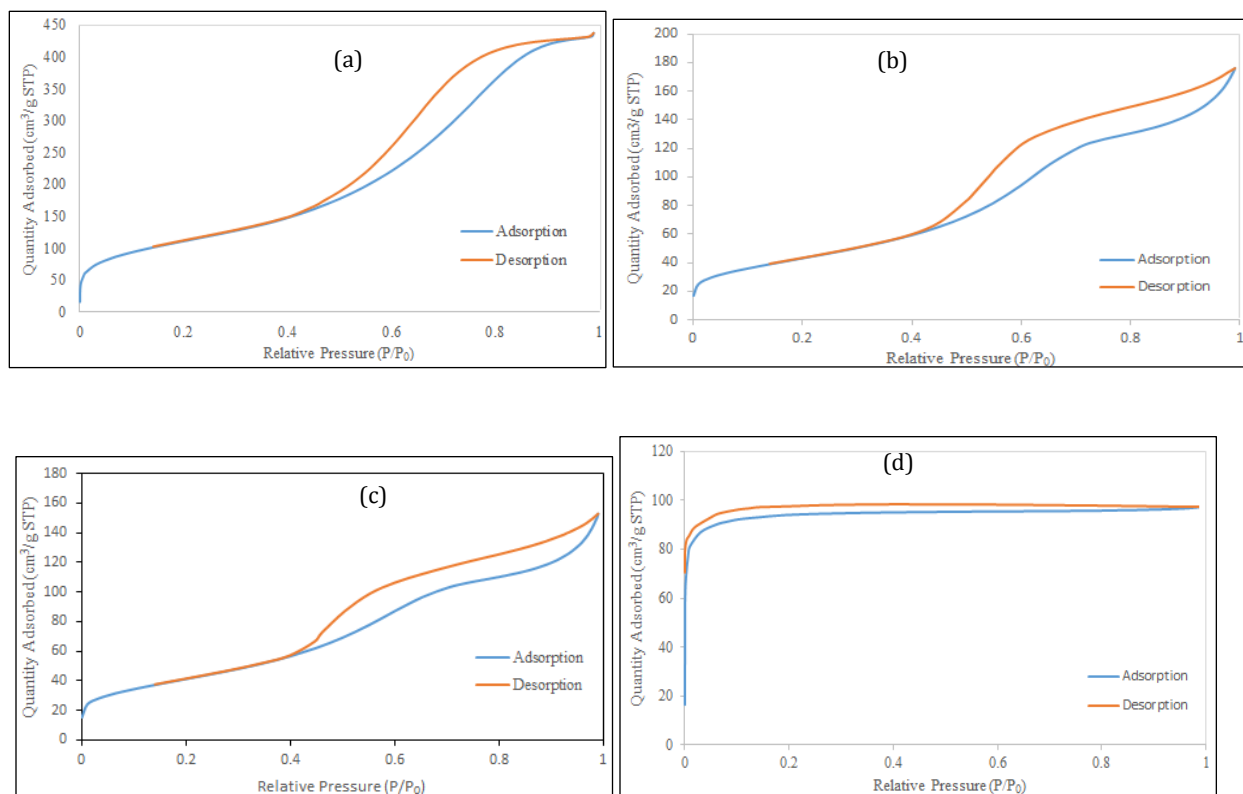 (a)
Quantity Adsorbed (cm³/g STP)
450
400
350
300
250
200
150
100
50
0
Adsorption
Desorption
0 0.2 0.4 0.6 0.8 1
Relative Pressure (P/P₀)
(b)
Quantity Adsorbed (cm3/g STP)
200
180
160
140
120
100
80
60
40
20
0
Adsorption
Desorption
0 0.2 0.4 0.6 0.8 1
Relative Pressure (P/P₀)
(c)
Quantity Adsorbed (cm³/g STP)
180
160
140
120
100
80
60
40
20
0
Adsorption
Desorption
0 0.2 0.4 0.6 0.8 1
Relative Pressure (P/P₀)
(d)
Quantity Adsorbed (cm³/g STP)
120
100
80
60
40
20
0
Adsorption
Desorption
0 0.2 0.4 0.6 0.8 1
Relative Pressure (P/P₀)